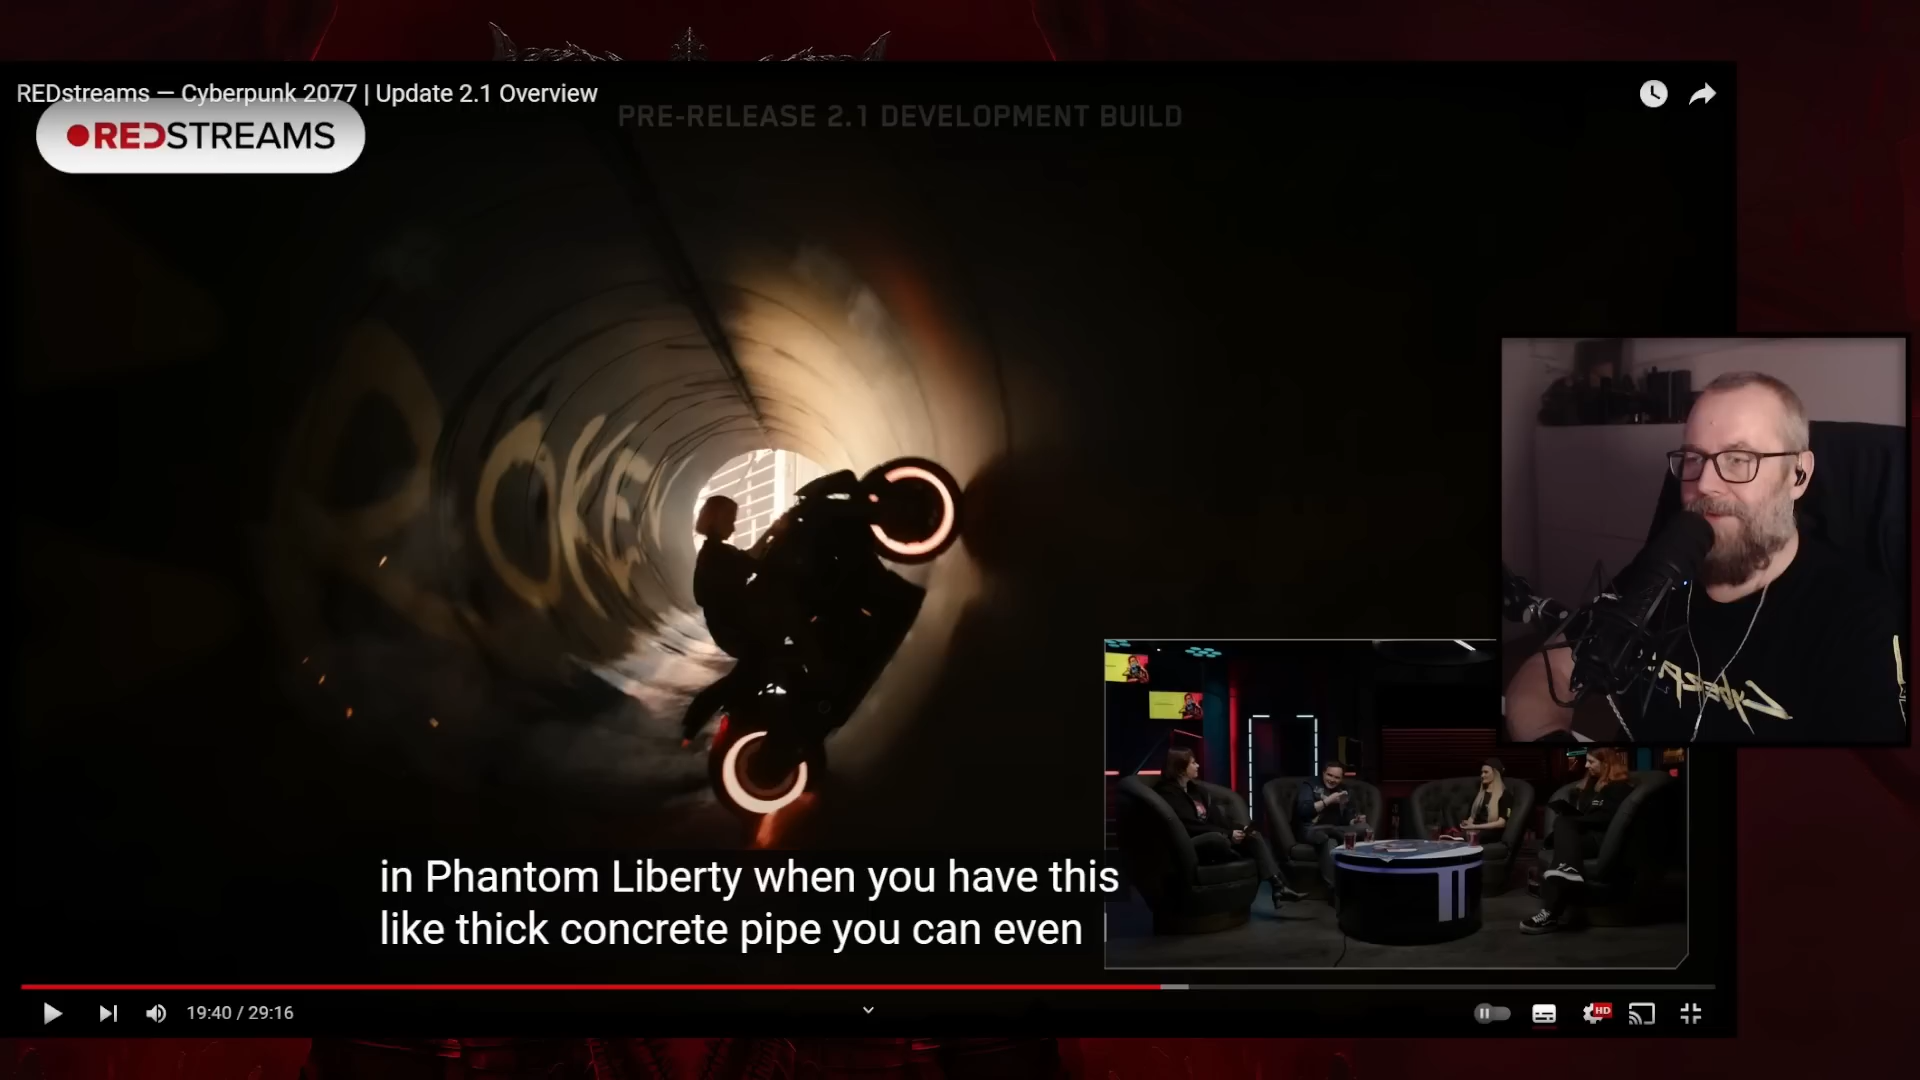 REDstreams — Cyberpunk 2077 | Update 2.1 Overview
PRE-RELEASE 2.1 DEVELOPMENT BUILD
REDSTREAMS
in Phantom Liberty when you have this
like thick concrete pipe you can even
19:40 / 29:16
HD